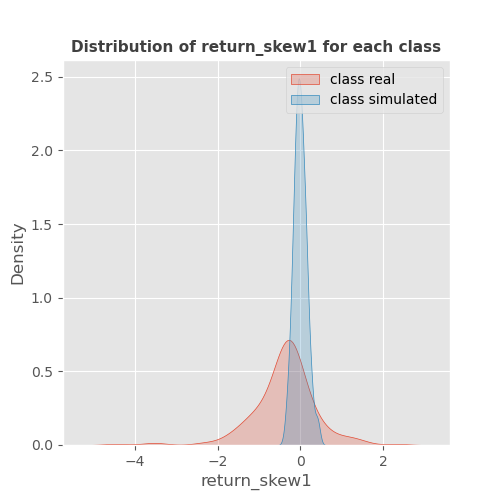 Distribution of return_skew1 for each class
class real
class simulated
Density
2.5
2.0
1.5
1.0
0.5
0.0
−4
−2
0
2
return_skew1